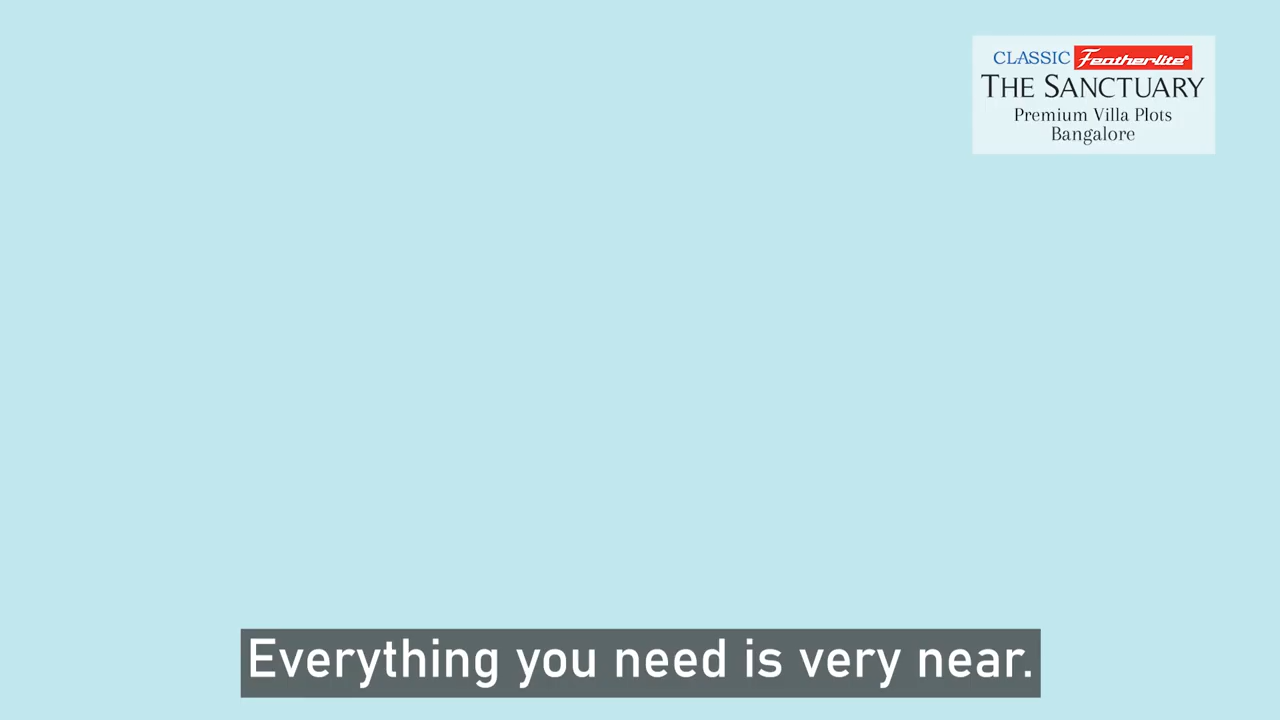 CLASSIC Featherlite®
THE SANCTUARY
Premium Villa Plots
Bangalore
Everything you need is very near.